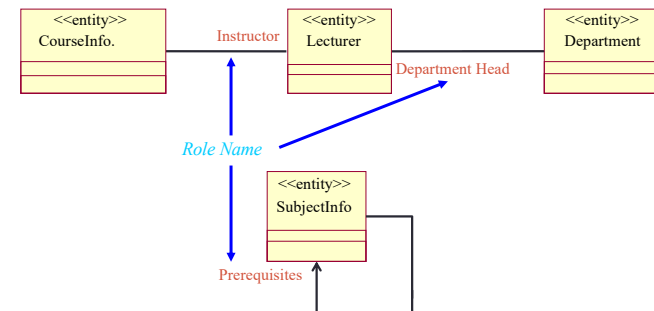 <<entity>>
CourseInfo.
Instructor
<<entity>>
Lecturer
Department Head
<<entity>>
Department
Role Name
<<entity>>
SubjectInfo
Prerequisites